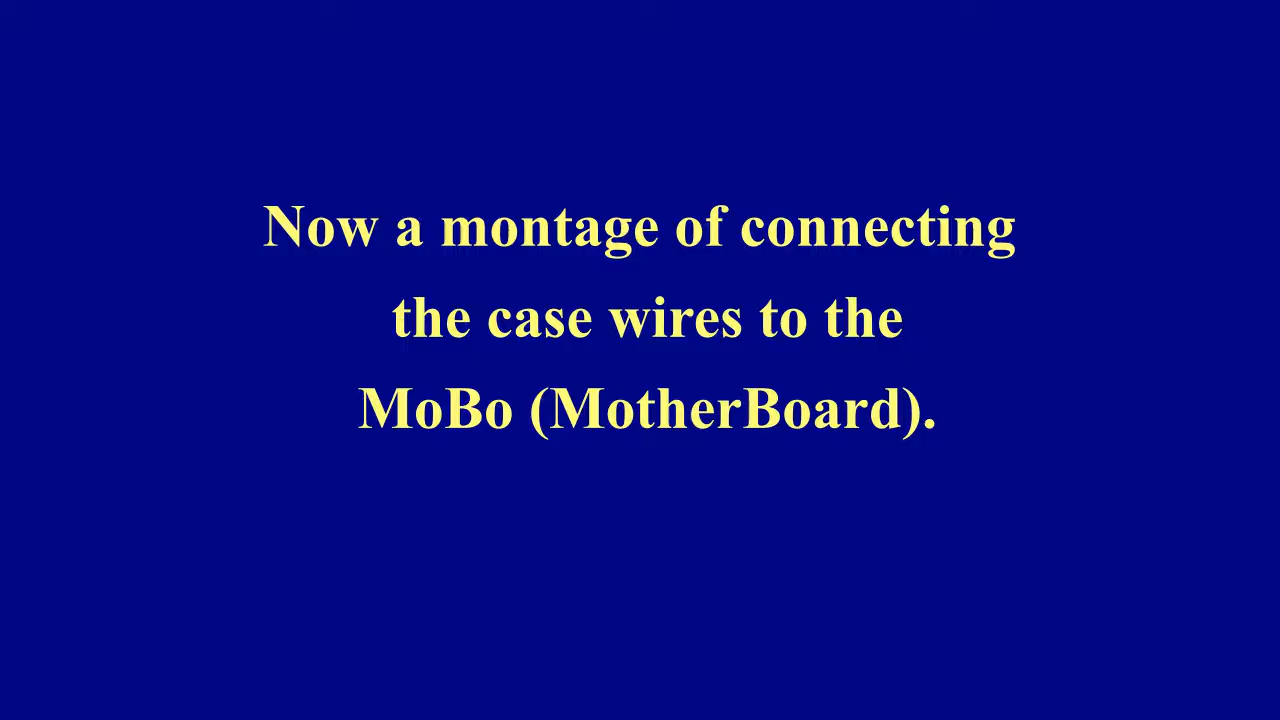 Now a montage of connecting
the case wires to the
MoBo (MotherBoard).